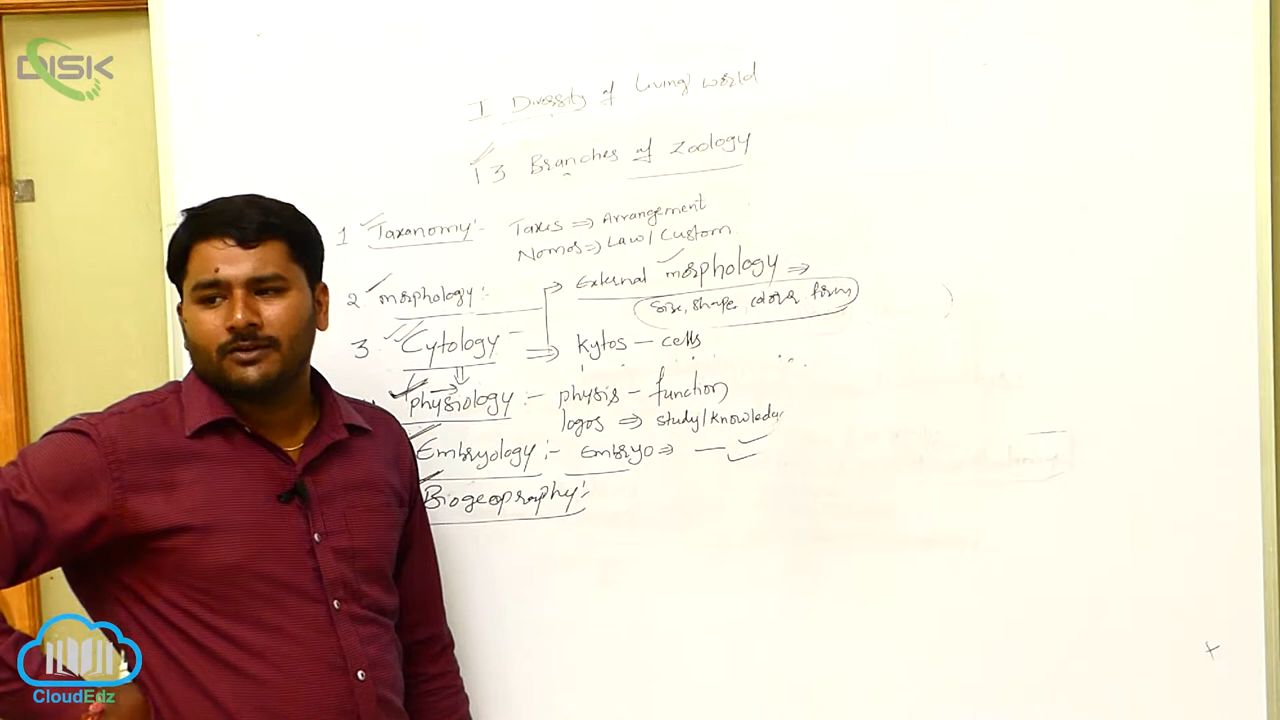 DISK
I Diversity of Living world
1 3 Branches of Zoology
1 Taxonomy :- Taxis ⇒ Arrangement
Nomos ⇒ Law / Custom
2 morphology :- External morphology ⇒
Size, shape, colour form
3 Cytology - ⇒ Kytos - cells
physiology :- physis - function
logos ⇒ study / knowledge
Embryology :- Embryo ⇒ -
Biogeography :
CloudEdz